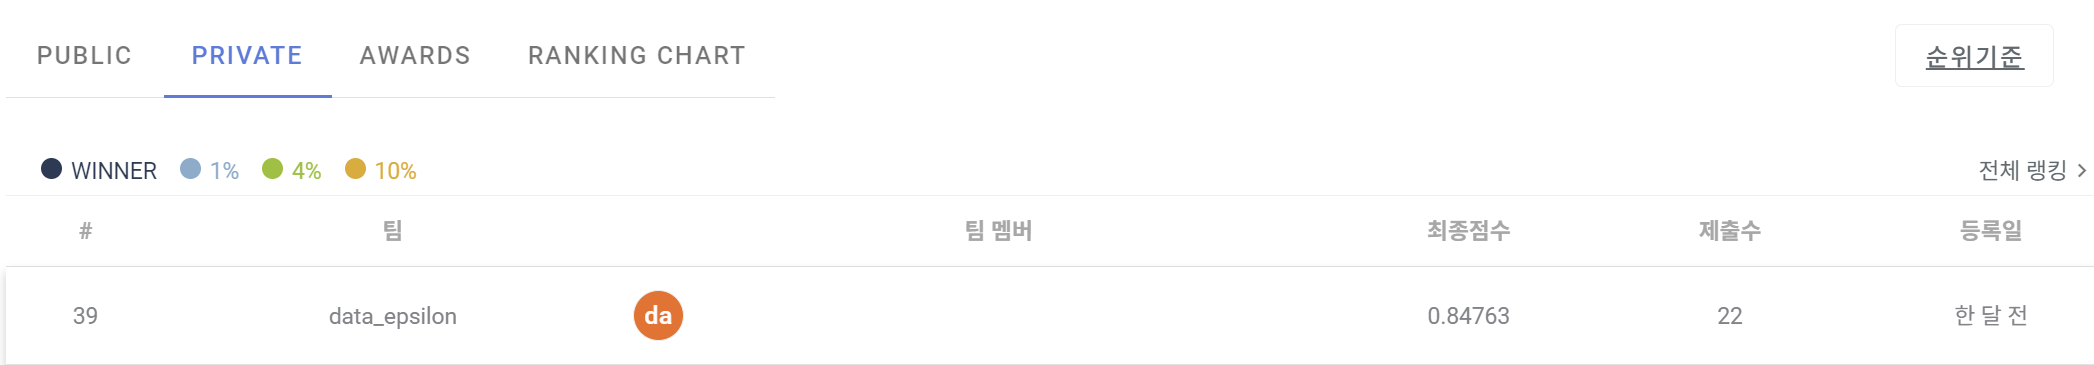 PUBLIC PRIVATE AWARDS RANKING CHART 순위기준
WINNER 1% 4% 10% 전체 랭킹 >
# 팀 팀 멤버 최종점수 제출수 등록일
39 data_epsilon da 0.84763 22 한 달 전